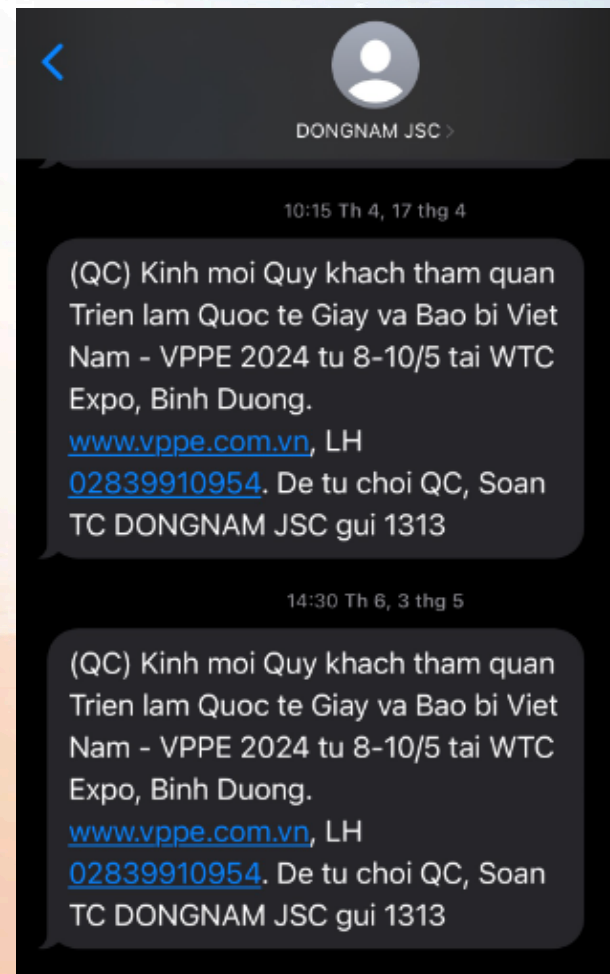 DONGNAM JSC
10:15 Th 4, 17 thg 4
(QC) Kinh moi Quy khach tham quan
Trien lam Quoc te Giay va Bao bi Viet
Nam - VPPE 2024 tu 8-10/5 tai WTC
Expo, Binh Duong.
www.vppe.com.vn, LH
02839910954. De tu choi QC, Soan
TC DONGNAM JSC gui 1313
14:30 Th 6, 3 thg 5
(QC) Kinh moi Quy khach tham quan
Trien lam Quoc te Giay va Bao bi Viet
Nam - VPPE 2024 tu 8-10/5 tai WTC
Expo, Binh Duong.
www.vppe.com.vn, LH
02839910954. De tu choi QC, Soan
TC DONGNAM JSC gui 1313